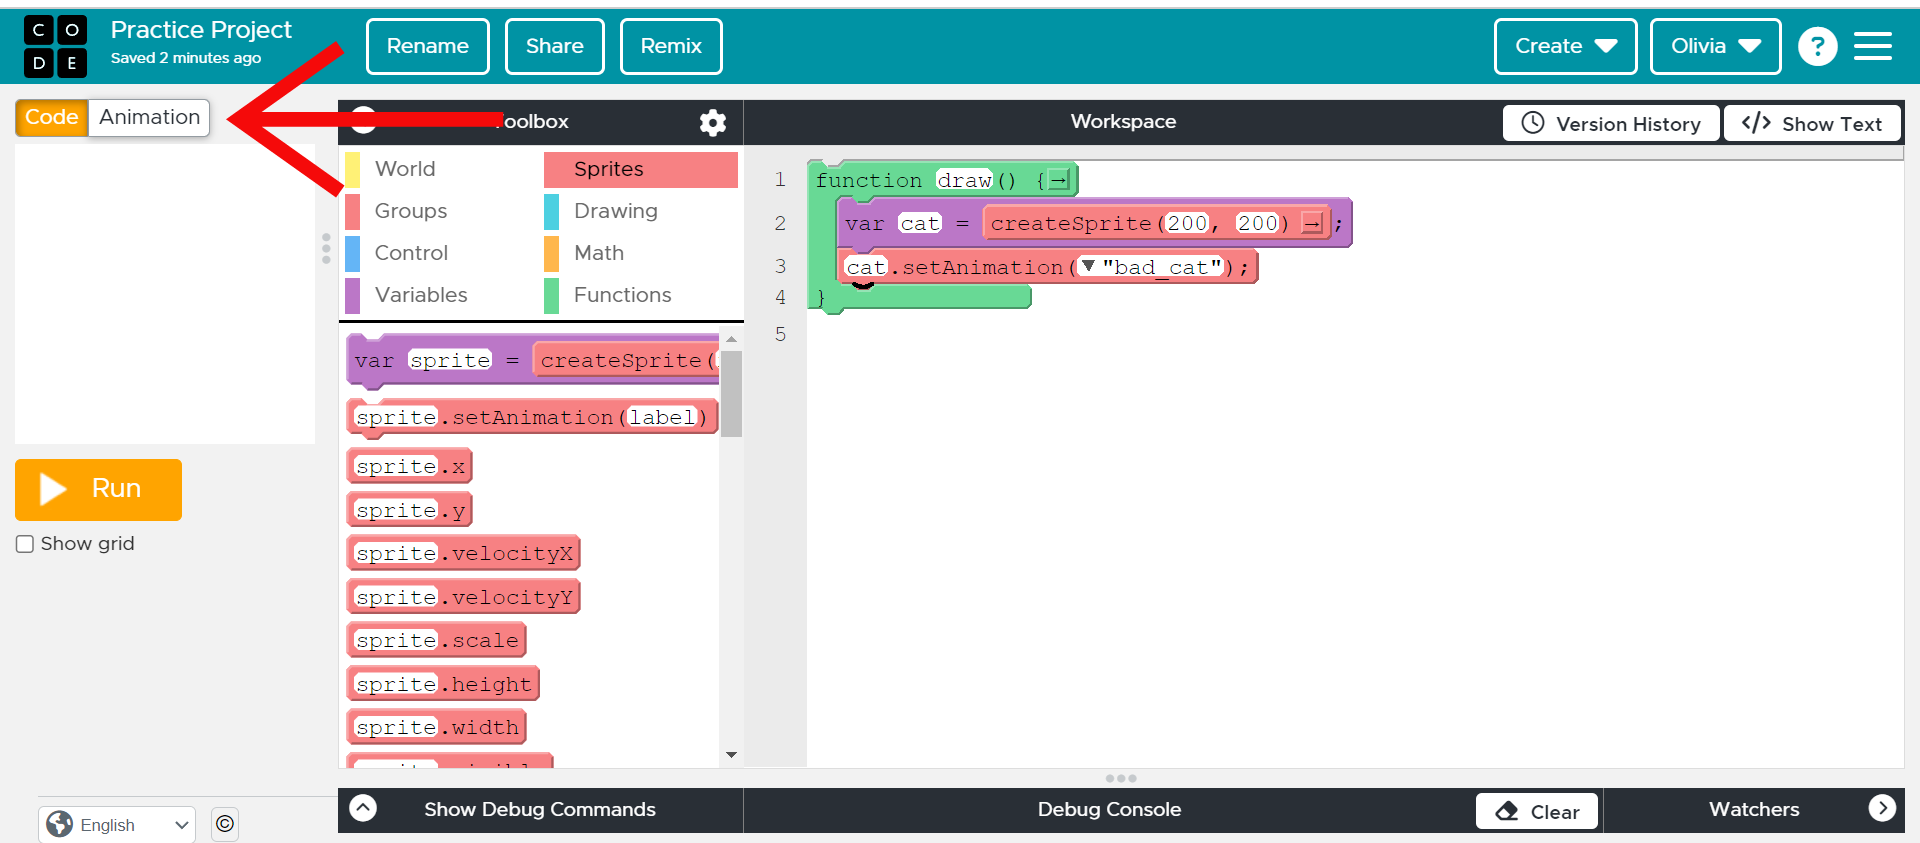 CODE
Practice Project
Saved 2 minutes ago
Rename
Share
Remix
Create
Olivia
?
Code
Animation
oolbox
Workspace
Version History
</> Show Text
World
Sprites
Groups
Drawing
Control
Math
Variables
Functions
var sprite = createSprite(
sprite.setAnimation(label)
sprite.x
sprite.y
sprite.velocityX
sprite.velocityY
sprite.scale
sprite.height
sprite.width
1 function draw() {→
2 var cat = createSprite(200, 200) → ;
3 cat.setAnimation(▼ "bad_cat");
4 }
5
Run
Show grid
English
©
Show Debug Commands
Debug Console
Clear
Watchers